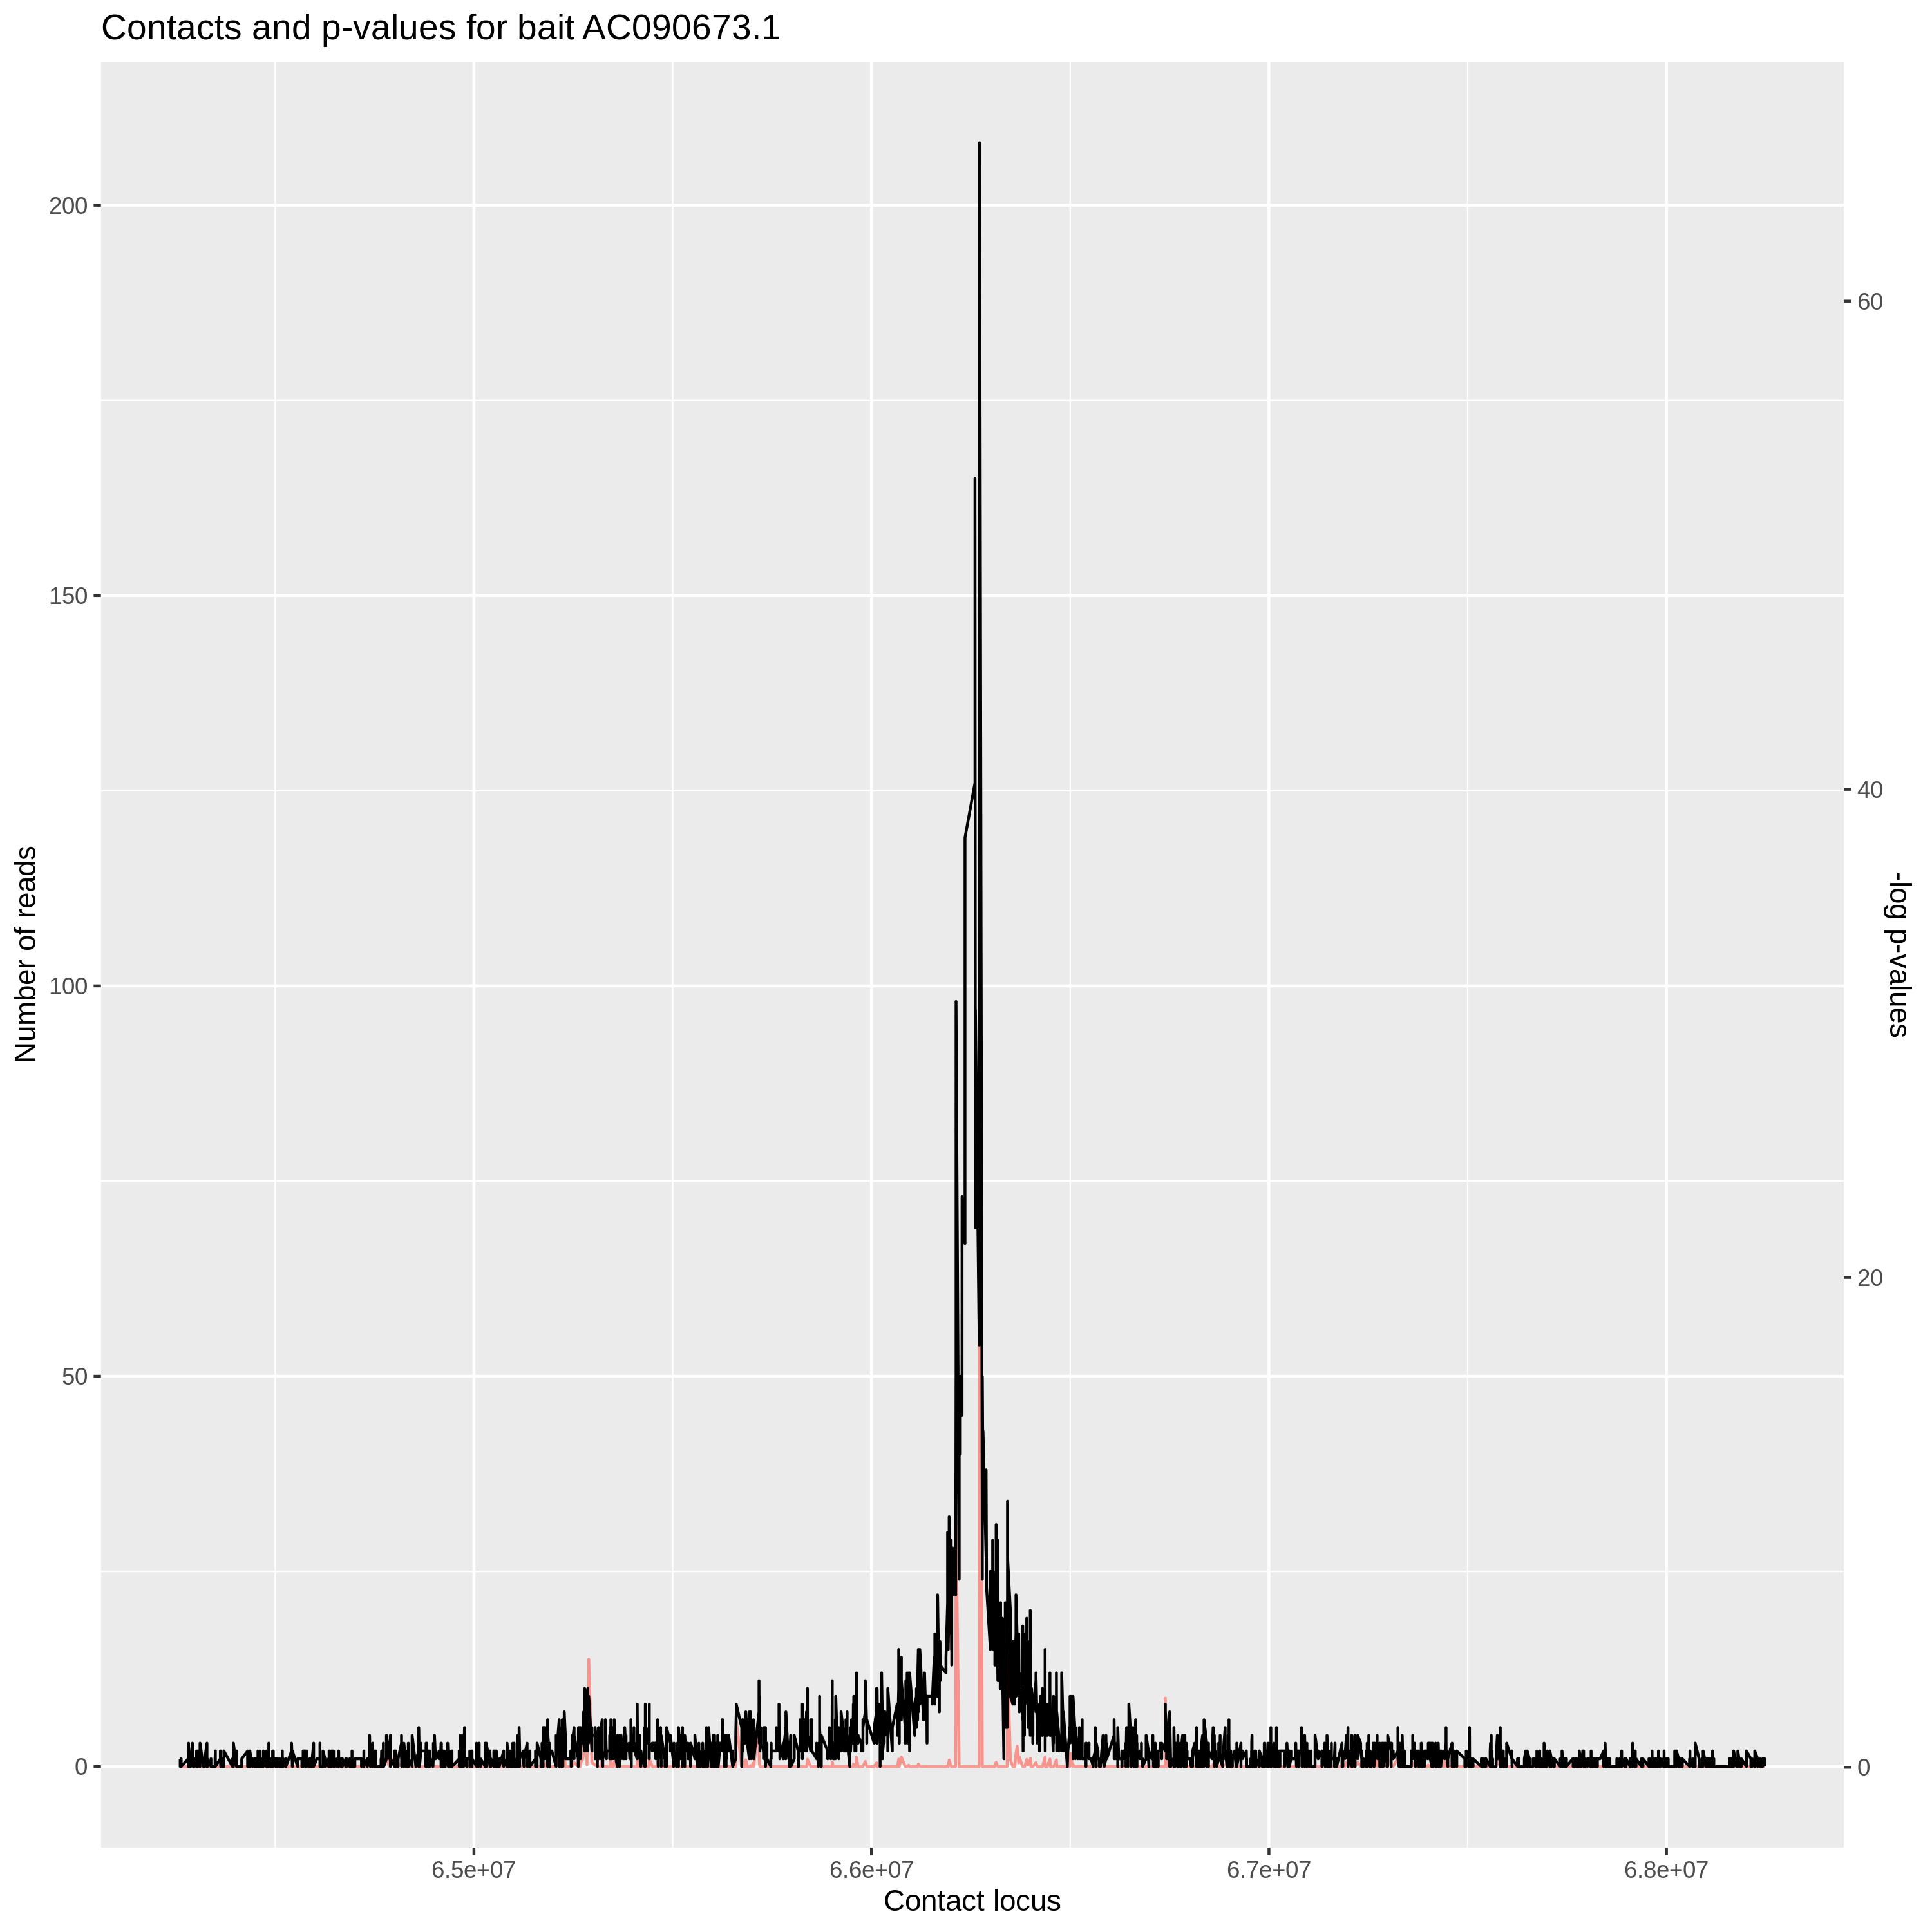 Contacts and p-values for bait AC090673.1
200
150
100
50
0
Number of reads
60
40
20
0
-log p-values
6.5e+07
6.6e+07
6.7e+07
6.8e+07
Contact locus